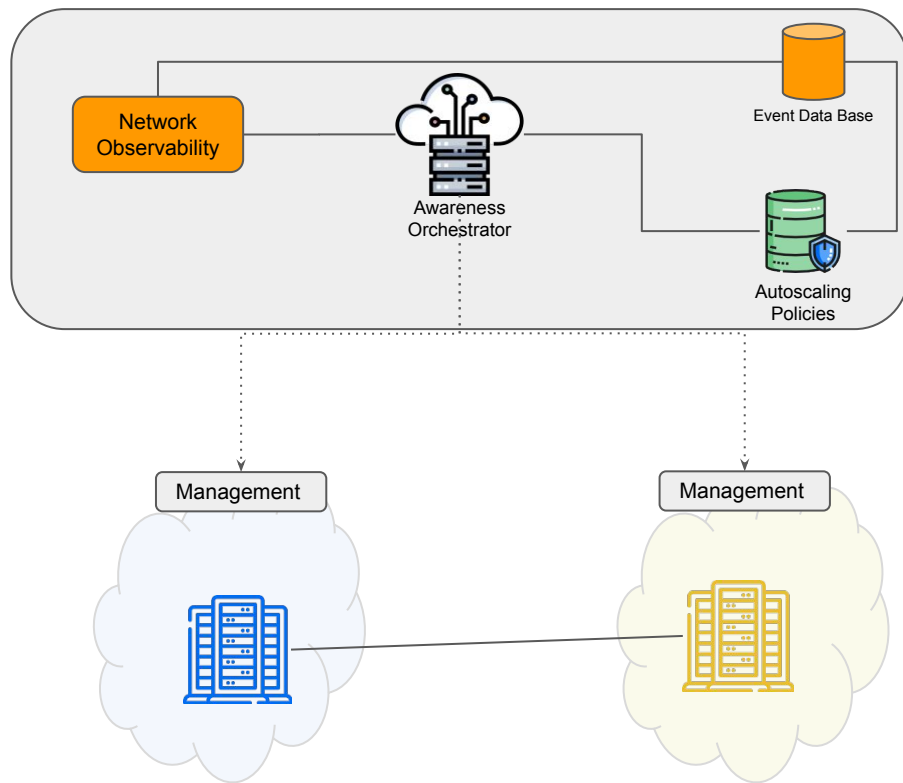 Event Data Base
Network
Observability
Awareness
Orchestrator
Autoscaling
Policies
Management
Management